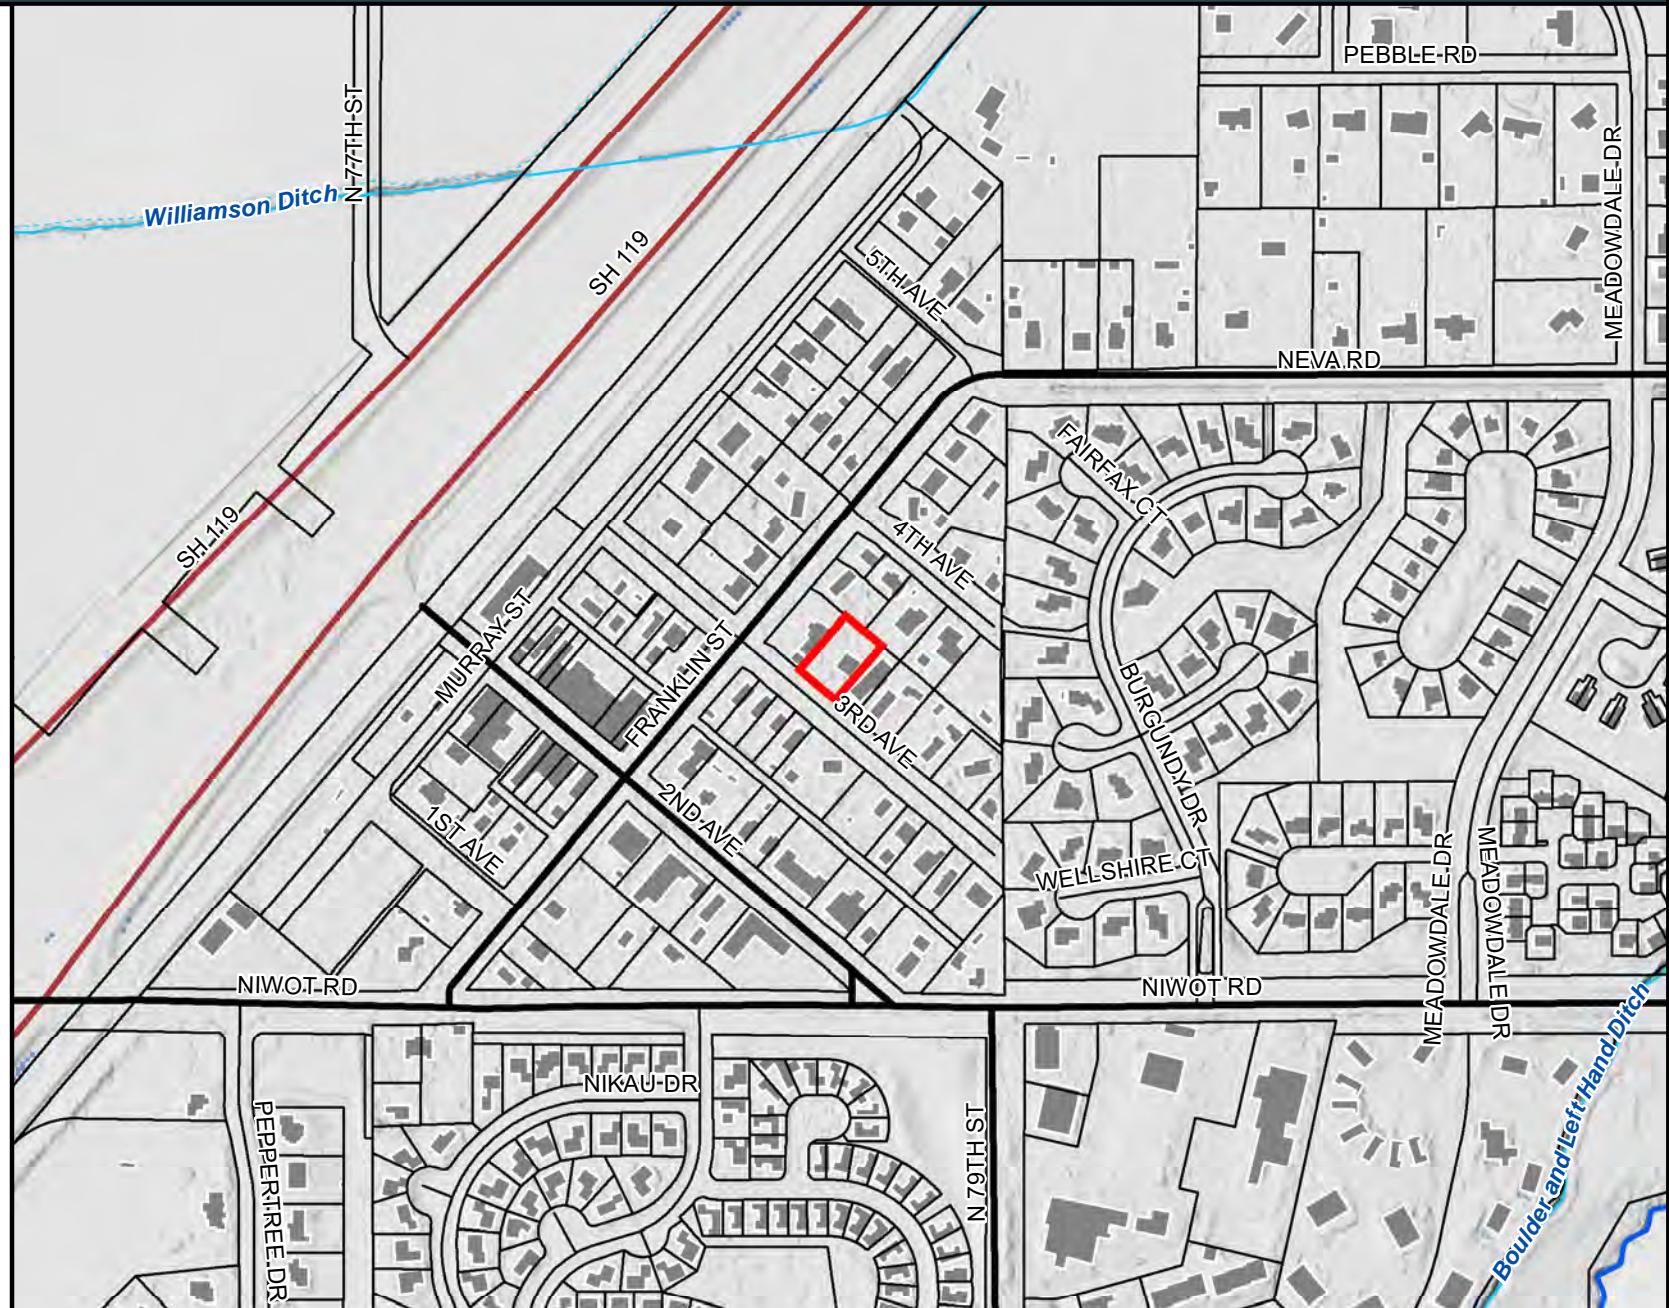 PEBBLE RD
N 77TH ST
MEADOWDALE DR
Williamson Ditch
SH 119
5TH AVE
NEVA RD
FAIRFAX CT
SH 119
4TH AVE
MURRAY ST
FRANKLIN ST
BURGUNDY DR
3RD AVE
2ND AVE
1ST AVE
WELLSHIRE CT
MEADOWDALE DR
MEADOWDALE DR
NIWOT RD
NIWOT RD
Boulder and Left Hand Ditch
NIKAU DR
PEPPERTREE DR
N 79TH ST